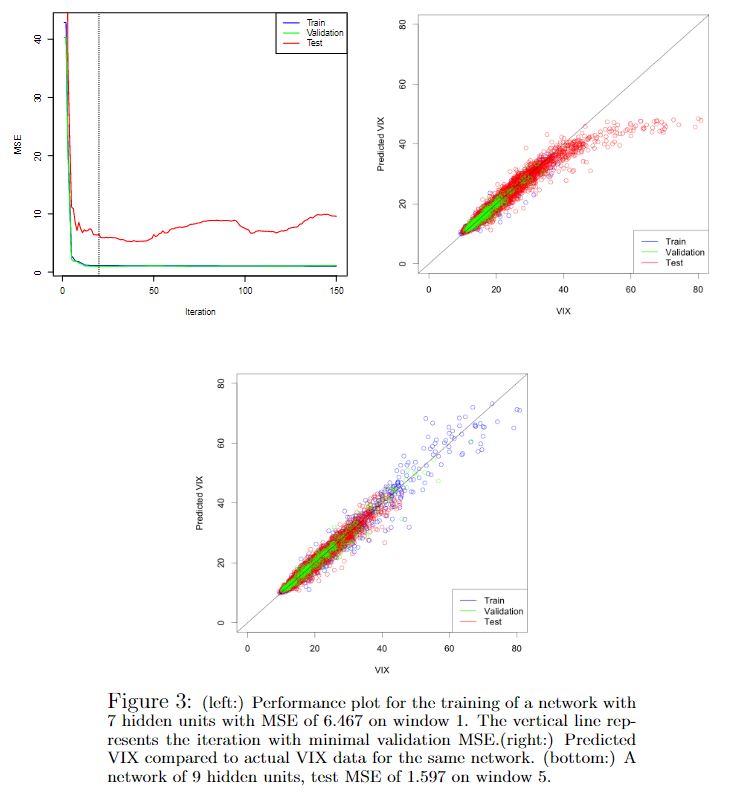 40
30
20
10
0
MSE
0 50 100 150
Iteration
Train
Validation
Test
80
60
40
20
0
Predicted VIX
0 20 40 60 80
VIX
Train
Validation
Test
80
60
40
20
0
Predicted VIX
0 20 40 60 80
VIX
Train
Validation
Test
Figure 3: (left:) Performance plot for the training of a network with
7 hidden units with MSE of 6.467 on window 1. The vertical line rep-
resents the iteration with minimal validation MSE.(right:) Predicted
VIX compared to actual VIX data for the same network. (bottom:) A
network of 9 hidden units, test MSE of 1.597 on window 5.